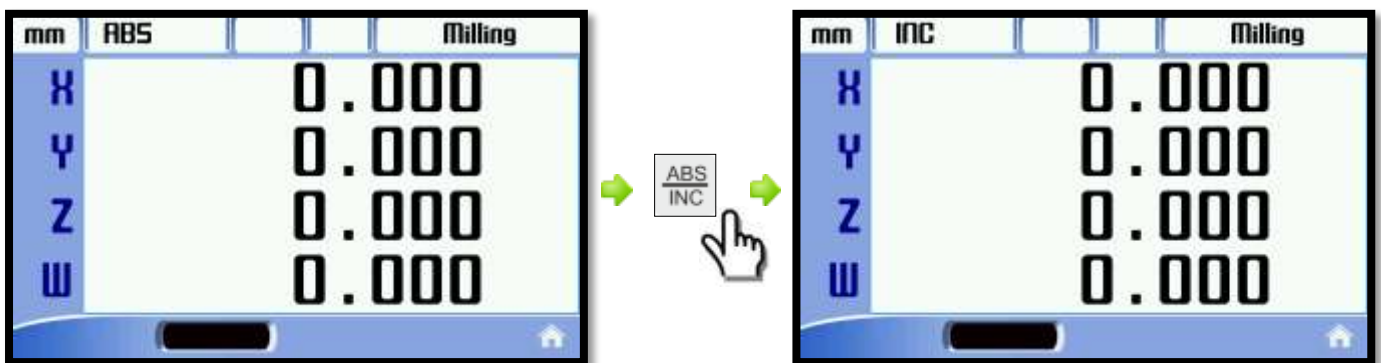 mm ABS Milling
X 0.000
Y 0.000
Z 0.000
W 0.000
ABS
INC
mm INC Milling
X 0.000
Y 0.000
Z 0.000
W 0.000